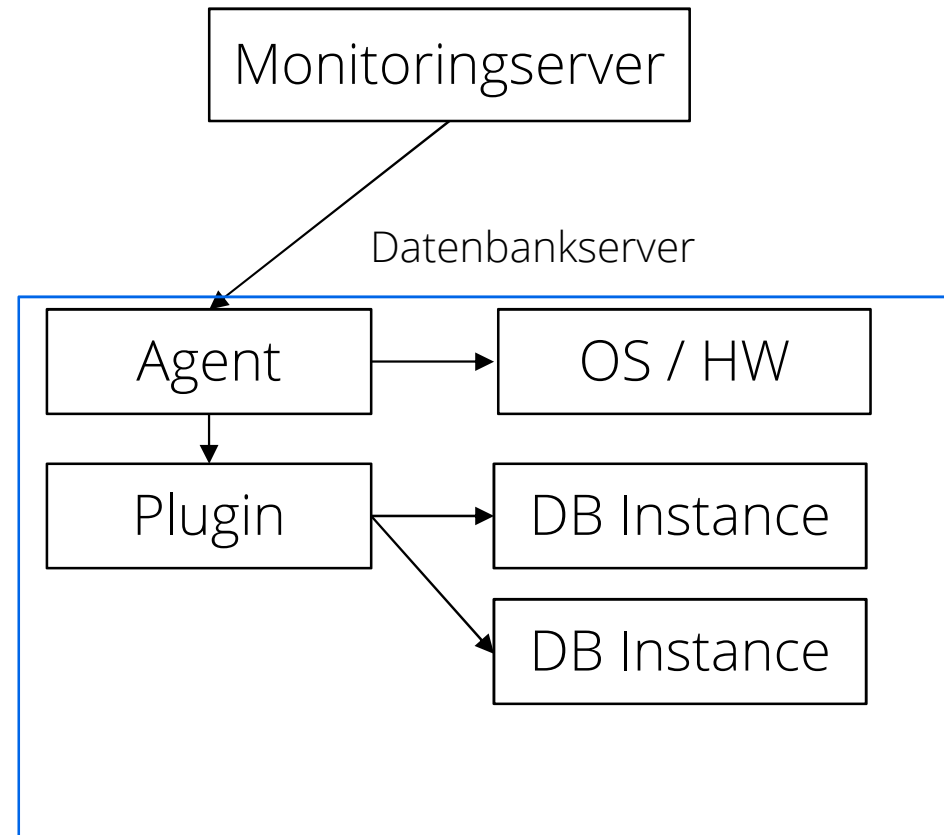 Monitoringserver
Datenbankserver
Agent
OS / HW
Plugin
DB Instance
DB Instance